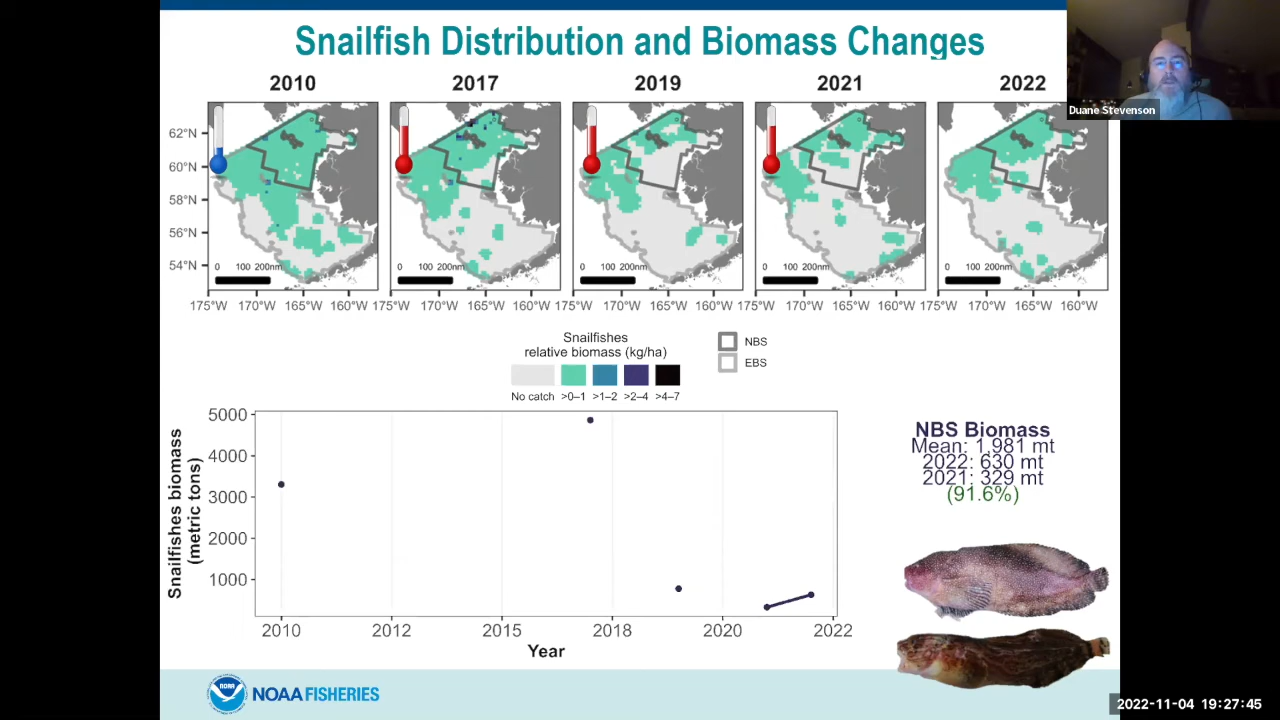 Snailfish Distribution and Biomass Changes
2010 2017 2019 2021 2022
Duane Stevenson
62°N
60°N
58°N
56°N
54°N
0 100 200nm 0 100 200nm 0 100 200nm 0 100 200nm 0 100 200nm
175°W 170°W 165°W 160°W 175°W 170°W 165°W 160°W 175°W 170°W 165°W 160°W 175°W 170°W 165°W 160°W 175°W 170°W 165°W 160°W
Snailfishes
relative biomass (kg/ha)
No catch >0–1 >1–2 >2–4 >4–7
NBS
EBS
Snailfishes biomass
(metric tons)
5000
4000
3000
2000
1000
2010 2012 2015 2018 2020 2022
Year
NBS Biomass
Mean: 1,981 mt
2022: 630 mt
2021: 329 mt
(91.6%)
NOAA
NOAA FISHERIES
2022-11-04 19:27:45